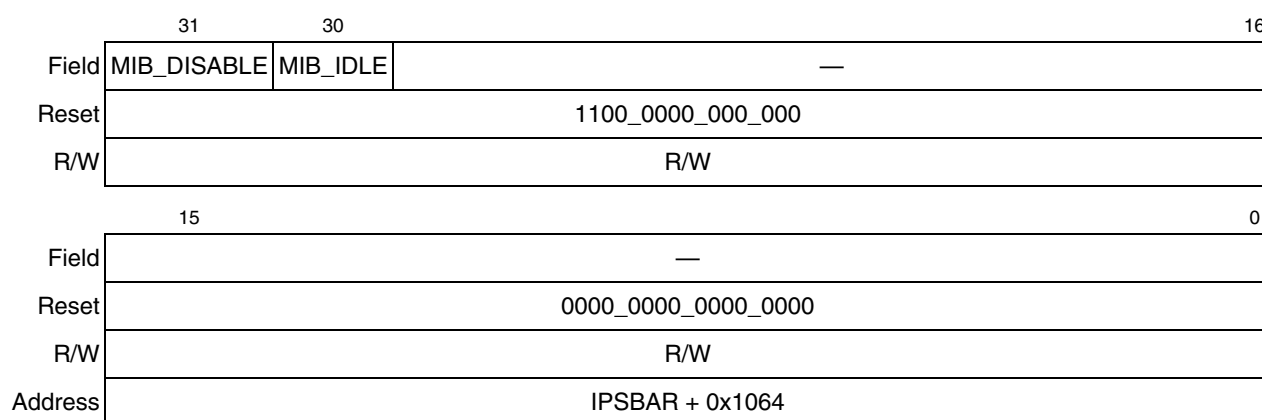 31 30 16
Field MIB_DISABLE MIB_IDLE —
Reset 1100_0000_000_000
R/W R/W
15 0
Field —
Reset 0000_0000_0000_0000
R/W R/W
Address IPSBAR + 0x1064